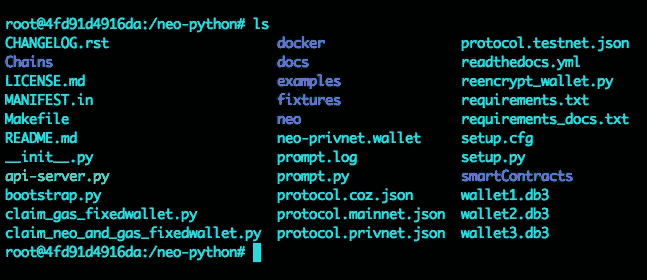 root@4fd91d4916da:/neo-python# ls
CHANGELOG.rst docker protocol.testnet.json
Chains docs readthedocs.yml
LICENSE.md examples reencrypt_wallet.py
MANIFEST.in fixtures requirements.txt
Makefile neo requirements_docs.txt
README.md neo-privnet.wallet setup.cfg
__init__.py prompt.log setup.py
api-server.py prompt.py smartContracts
bootstrap.py protocol.coz.json wallet1.db3
claim_gas_fixedwallet.py protocol.mainnet.json wallet2.db3
claim_neo_and_gas_fixedwallet.py protocol.privnet.json wallet3.db3
root@4fd91d4916da:/neo-python#